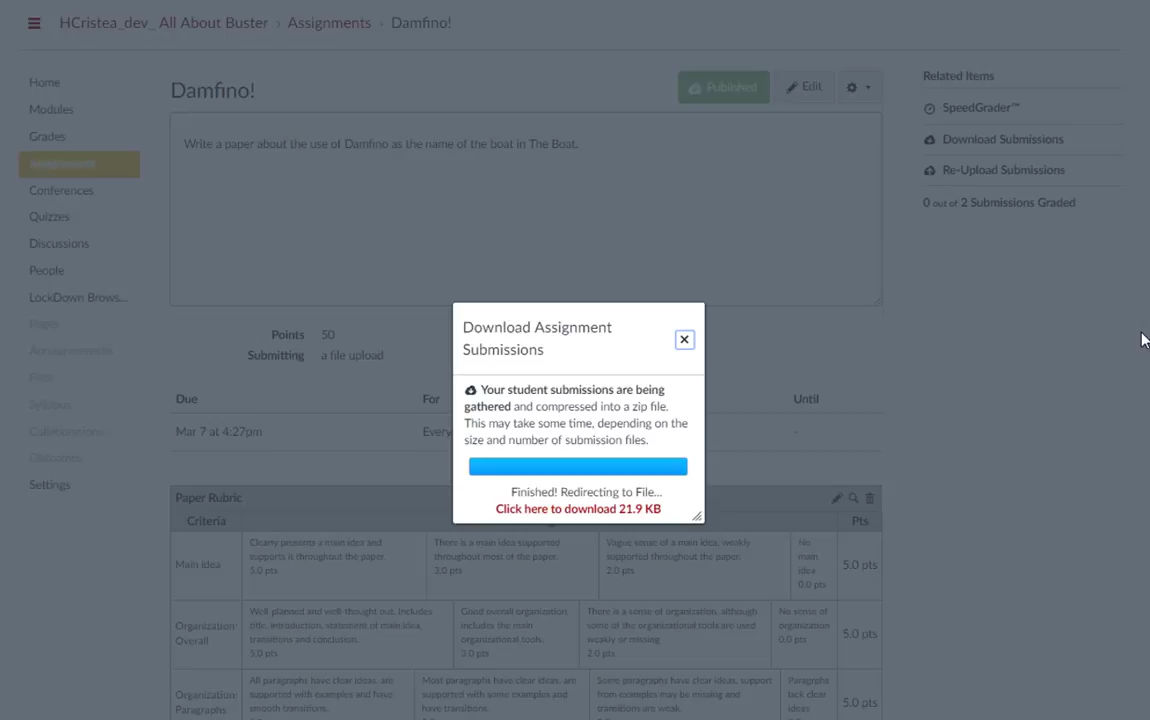 HCristea_dev_ All About Buster › Assignments › Damfino!
Home
Modules
Grades
Assignments
Conferences
Quizzes
Discussions
People
LockDown Brows...
Pages
Announcements
Files
Syllabus
Collaborations
Outcomes
Settings
Damfino!
Published
Edit
Write a paper about the use of Damfino as the name of the boat in The Boat.
Points 50
Submitting a file upload
Due For Until
Mar 7 at 4:27pm Every -
Related Items
SpeedGrader™
Download Submissions
Re-Upload Submissions
0 out of 2 Submissions Graded
Download Assignment
Submissions
Your student submissions are being
gathered and compressed into a zip file.
This may take some time, depending on the
size and number of submission files.
Finished! Redirecting to File...
Click here to download 21.9 KB
Paper Rubric
Criteria Pts
Main idea
Clearly presents a main idea and
supports is throughout the paper.
5.0 pts
There is a main idea supported
throughout most of the paper.
3.0 pts
Vague sense of a main idea, weakly
supported throughout the paper.
2.0 pts
No
main
idea
0.0 pts
5.0 pts
Organization:
Overall
Well planned and well thought out. Includes
title, introduction, statement of main idea,
transitions and conclusion.
5.0 pts
Good overall organization,
includes the main
organizational tools.
3.0 pts
There is a sense of organization, although
some of the organizational tools are used
weakly or missing
2.0 pts
No sense of
organization
0.0 pts
5.0 pts
Organization:
Paragraphs
All paragraphs have clear ideas, are
supported with examples and have
smooth transitions.
Most paragraphs have clear ideas, are
supported with some examples and
have transitions.
Some paragraphs have clear ideas, support
from examples may be missing and
transitions are weak.
Paragraphs
lack clear
ideas
5.0 pts